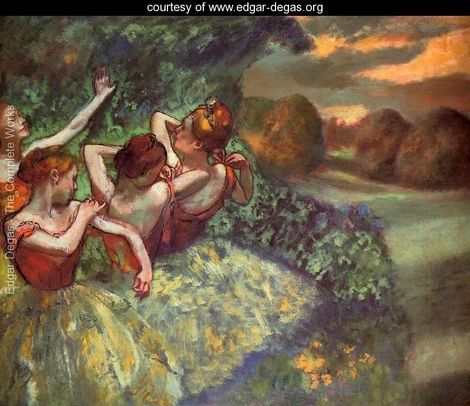 courtesy of www.edgar-degas.org
Edgar Degas - The Complete Works